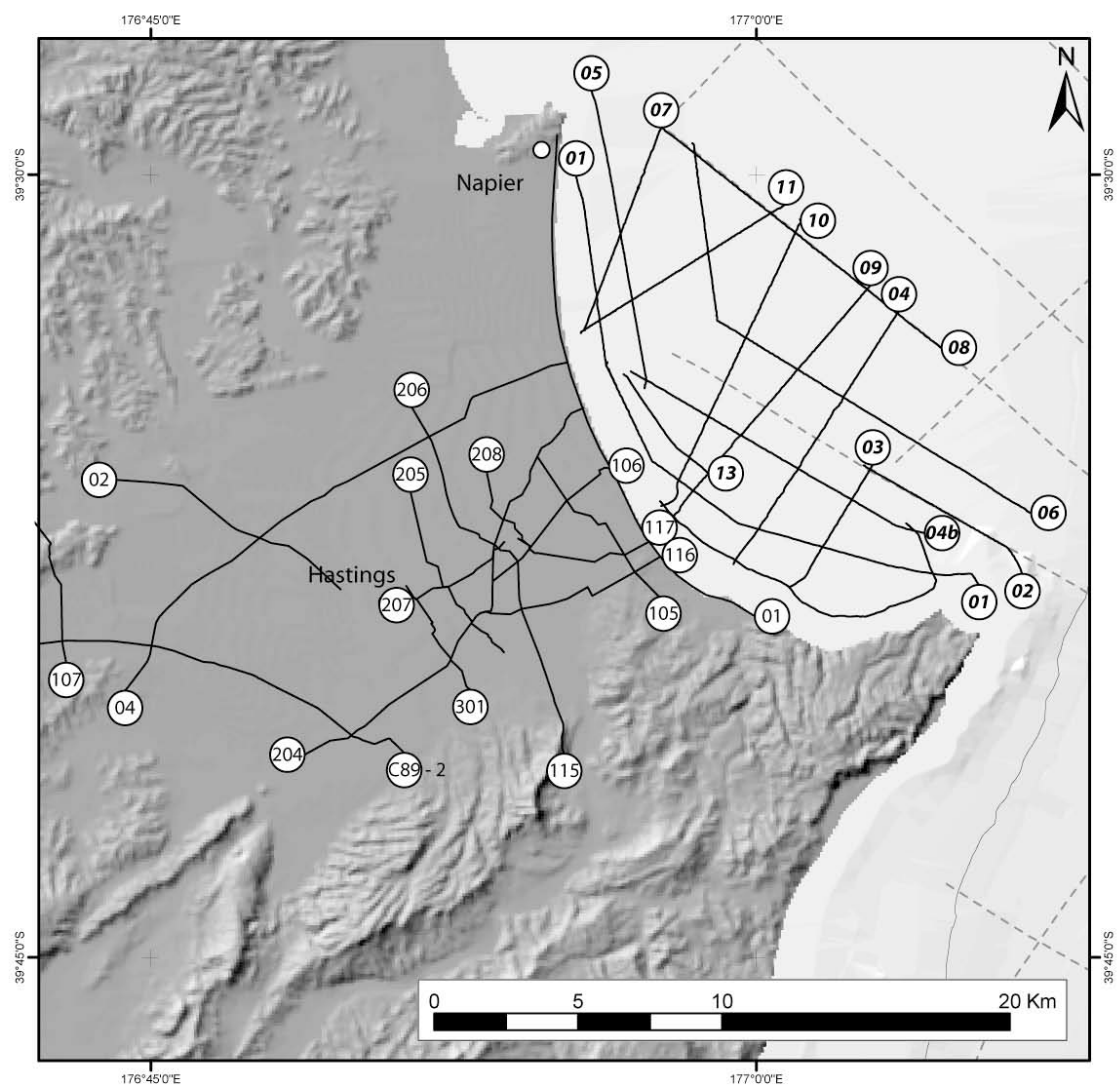 176°45'0"E
177°0'0"E
N
05
07
01
39°30'0"S
39°30'0"S
Napier
11
10
09
04
08
206
208
205
02
106
13
03
06
117
04b
116
Hastings
207
105
01
01
02
107
04
301
204
C89 - 2
115
39°45'0"S
39°45'0"S
0 5 10 20 Km
176°45'0"E
177°0'0"E